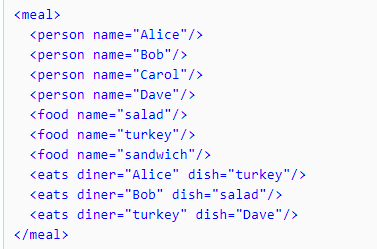 <meal>
  <person name="Alice"/>
  <person name="Bob"/>
  <person name="Carol"/>
  <person name="Dave"/>
  <food name="salad"/>
  <food name="turkey"/>
  <food name="sandwich"/>
  <eats diner="Alice" dish="turkey"/>
  <eats diner="Bob" dish="salad"/>
  <eats diner="turkey" dish="Dave"/>
</meal>